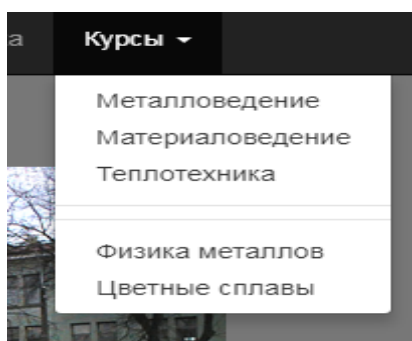 а Курсы
Металловедение
Материаловедение
Теплотехника
Физика металлов
Цветные сплавы